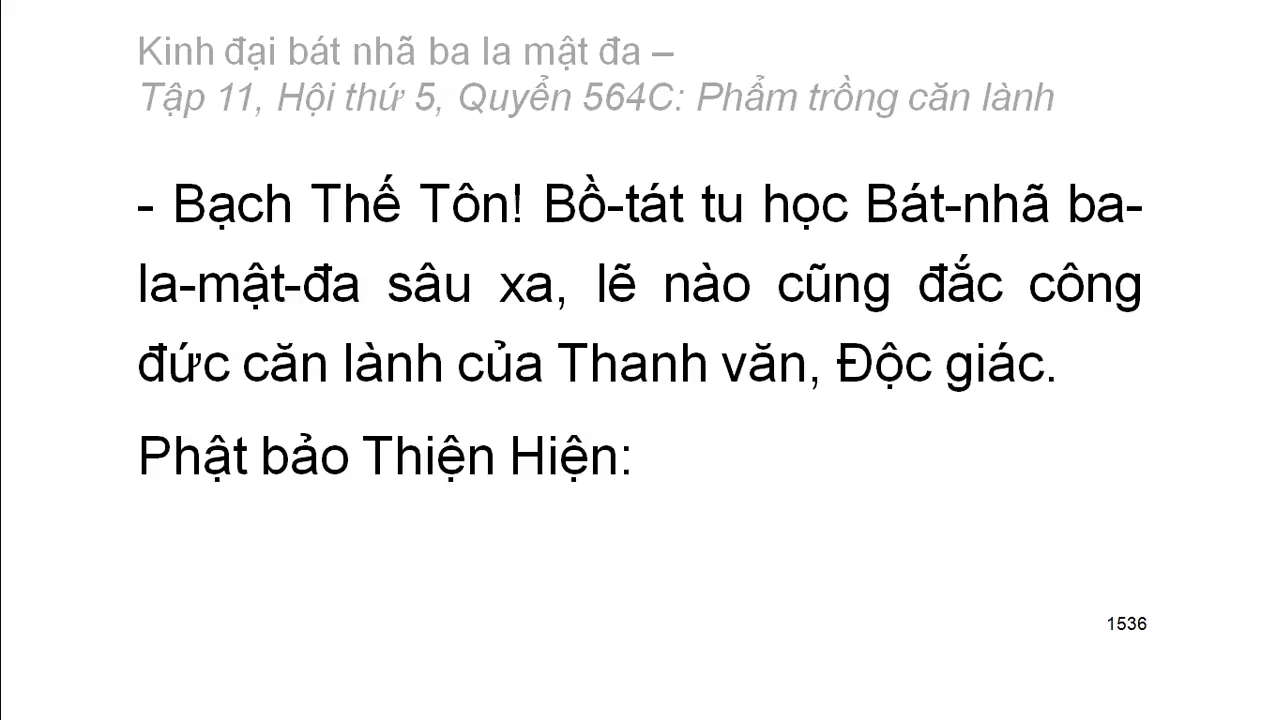 Kinh đại bát nhã ba la mật đa –
Tập 11, Hội thứ 5, Quyển 564C: Phẩm trồng căn lành
- Bạch Thế Tôn! Bồ-tát tu học Bát-nhã ba-
la-mật-đa sâu xa, lẽ nào cũng đắc công
đức căn lành của Thanh văn, Độc giác.
Phật bảo Thiện Hiện:
1536